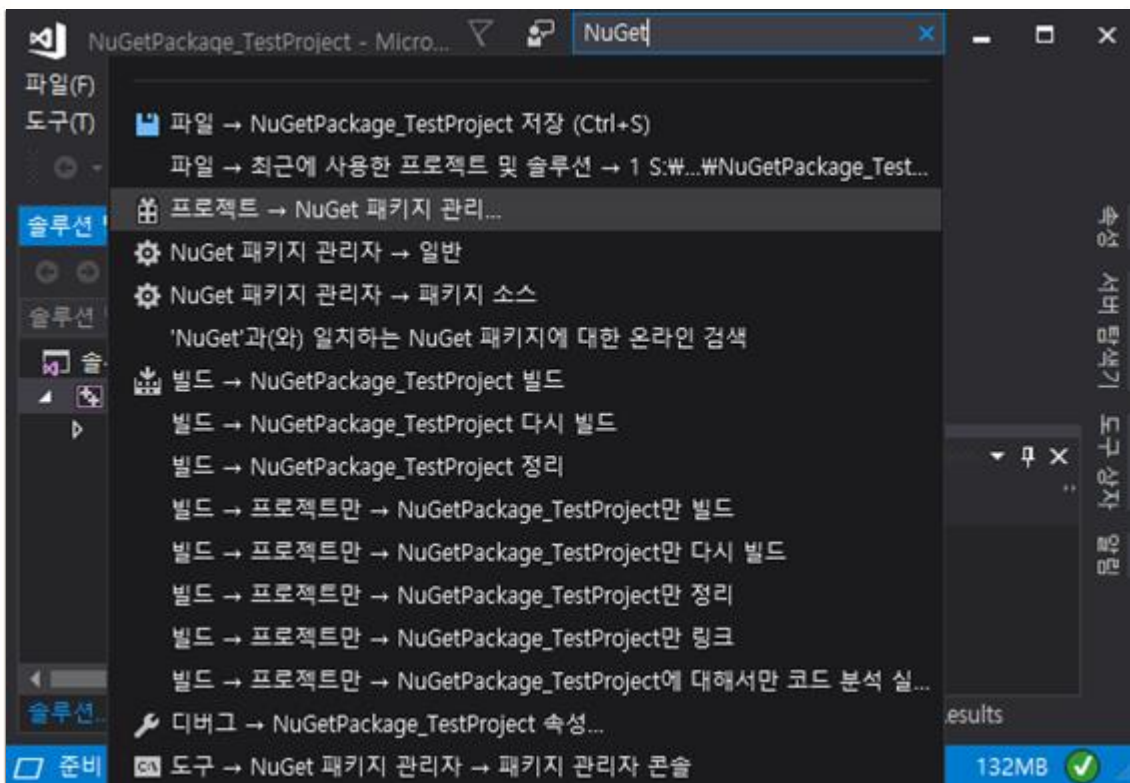 NuGetPackage_TestProject - Micro...
NuGet
파일(F)
도구(T)
파일 → NuGetPackage_TestProject 저장 (Ctrl+S)
파일 → 최근에 사용한 프로젝트 및 솔루션 → 1 S:₩...₩NuGetPackage_Test...
프로젝트 → NuGet 패키지 관리...
NuGet 패키지 관리자 → 일반
NuGet 패키지 관리자 → 패키지 소스
'NuGet'과(와) 일치하는 NuGet 패키지에 대한 온라인 검색
빌드 → NuGetPackage_TestProject 빌드
빌드 → NuGetPackage_TestProject 다시 빌드
빌드 → NuGetPackage_TestProject 정리
빌드 → 프로젝트만 → NuGetPackage_TestProject만 빌드
빌드 → 프로젝트만 → NuGetPackage_TestProject만 다시 빌드
빌드 → 프로젝트만 → NuGetPackage_TestProject만 정리
빌드 → 프로젝트만 → NuGetPackage_TestProject만 링크
빌드 → 프로젝트만 → NuGetPackage_TestProject에 대해서만 코드 분석 실...
디버그 → NuGetPackage_TestProject 속성...
도구 → NuGet 패키지 관리자 → 패키지 관리자 콘솔
솔루션
솔루션
솔
솔루션...
esults
준비
132MB
속성
서버 탐색기
도구 상자
알림